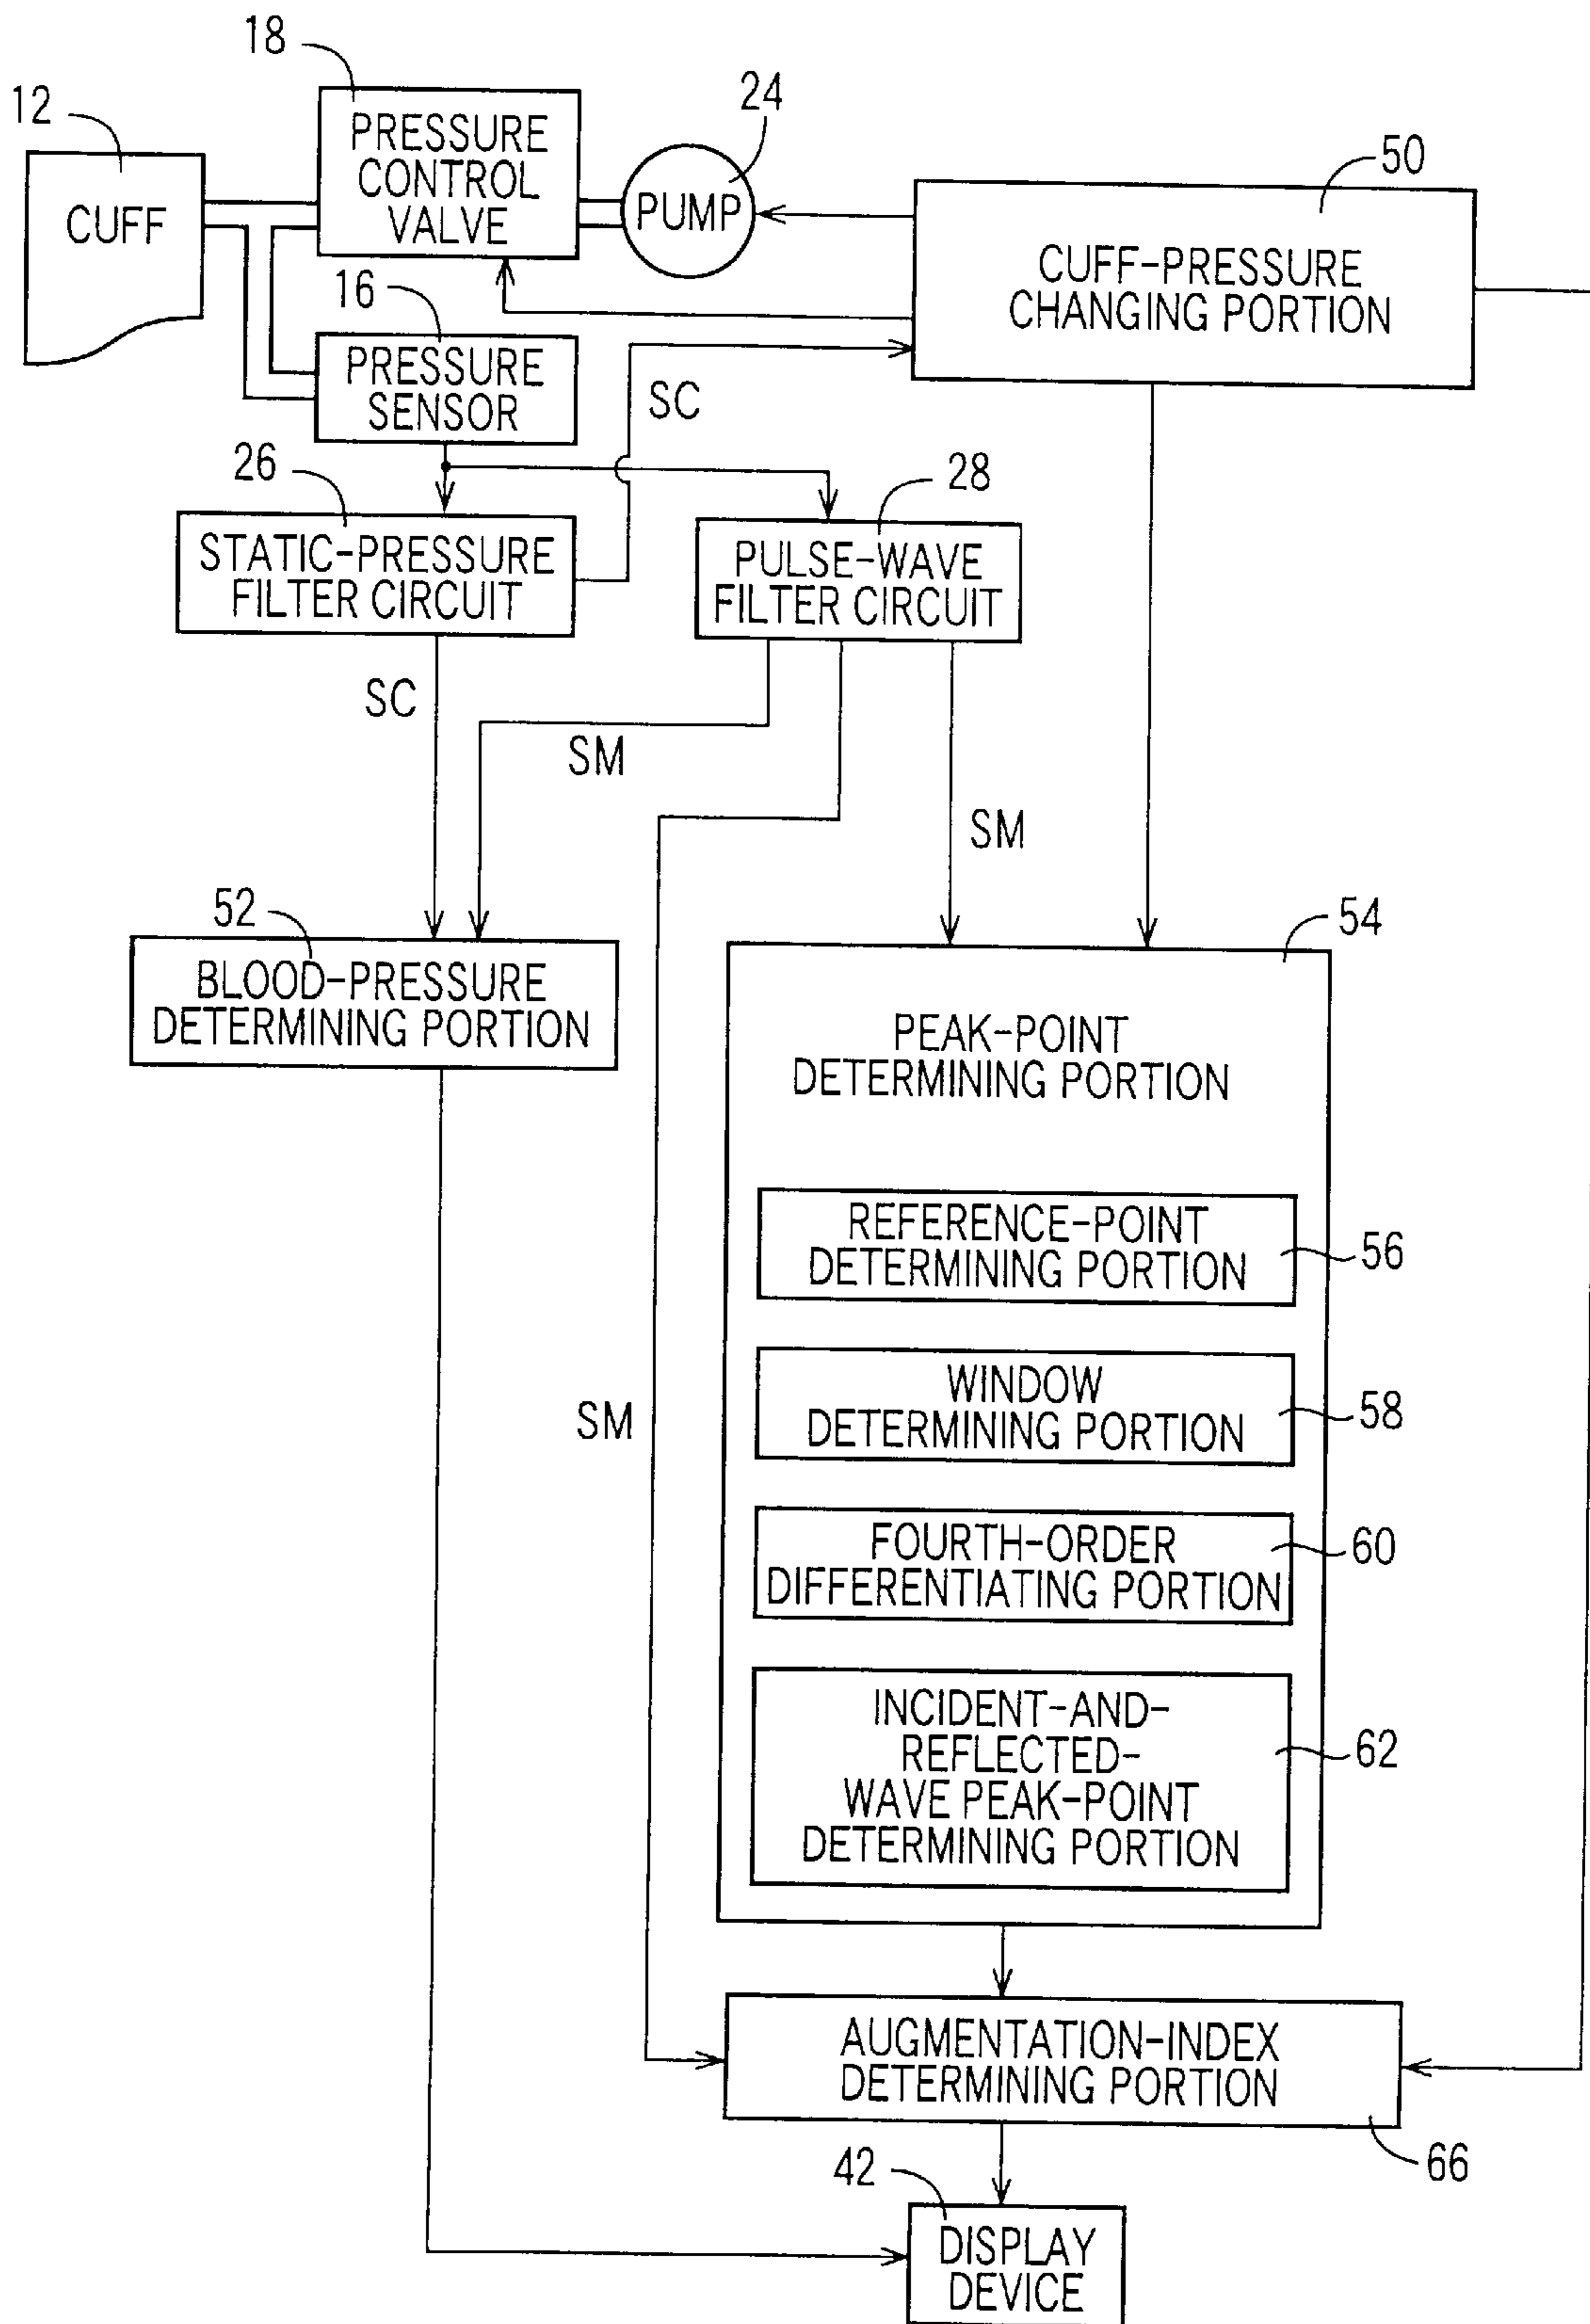 18
12
24
50
PRESSURE
CONTROL
VALVE
CUFF
PUMP
CUFF-PRESSURE
CHANGING PORTION
16
PRESSURE
SENSOR
SC
26
28
STATIC-PRESSURE
FILTER CIRCUIT
PULSE-WAVE
FILTER CIRCUIT
SC
SM
SM
52
54
BLOOD-PRESSURE
DETERMINING PORTION
PEAK-POINT
DETERMINING PORTION
REFERENCE-POINT
DETERMINING PORTION
56
WINDOW
DETERMINING PORTION
58
SM
FOURTH-ORDER
DIFFERENTIATING PORTION
60
INCIDENT-AND-
REFLECTED-
WAVE PEAK-POINT
DETERMINING PORTION
62
AUGMENTATION-INDEX
DETERMINING PORTION
66
42
DISPLAY
DEVICE